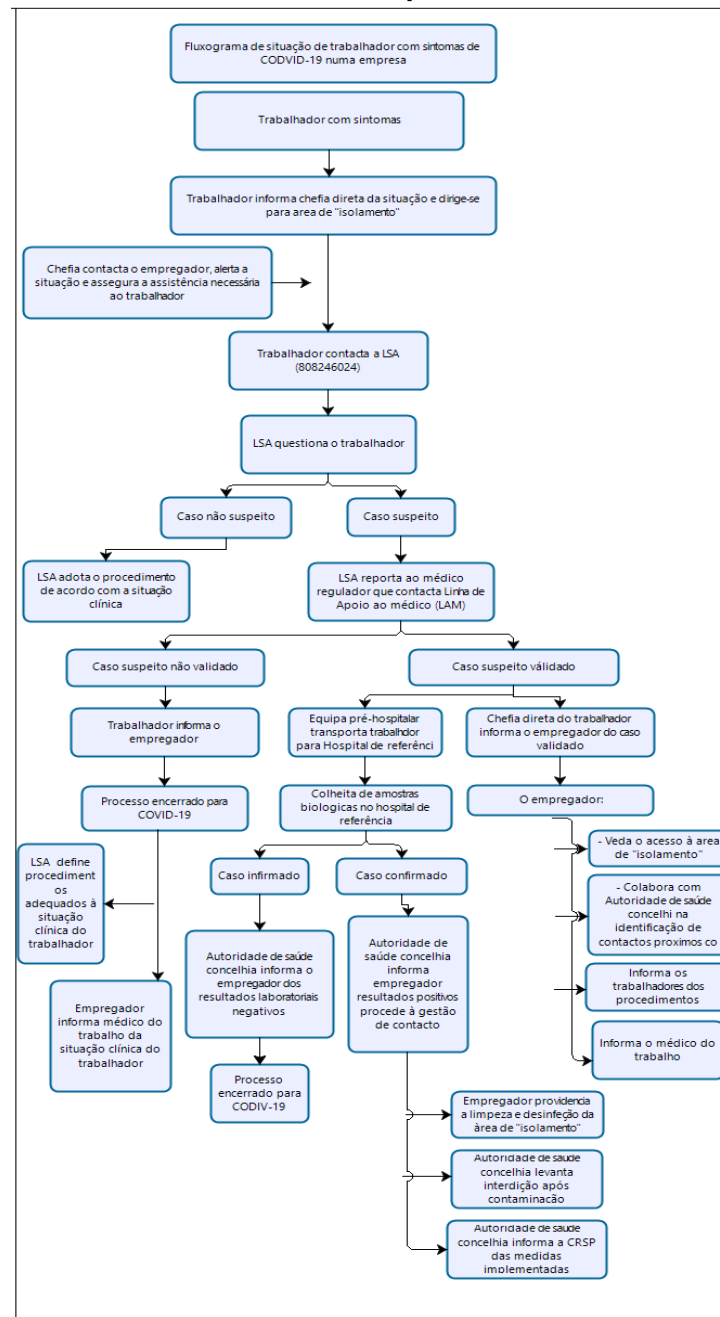 Fluxograma de situação de trabalhador com sintomas de
CODVID-19 numa empresa
Trabalhador com sintomas
Trabalhador informa chefia direta da situação e dirige-se
para area de "isolamento"
Chefia contacta o empregador, alerta a
situação e assegura a assistência necessária
ao trabalhador
Trabalhador contacta a LSA
(808246024)
LSA questiona o trabalhador
Caso não suspeito
Caso suspeito
LSA adota o procedimento
de acordo com a situação
clínica
LSA reporta ao médico
regulador que contacta Linha de
Apoio ao médico (LAM)
Caso suspeito não validado
Caso suspeito válidado
Trabalhador informa o
empregador
Equipa pré-hospitalar
transporta trabalhdor
para Hospital de referênci
Chefia direta do trabalhador
informa o empregador do caso
validado
Processo encerrado para
COVID-19
Colheita de amostras
biologicas no hospital de
referência
O empregador:
LSA define
procediment
os
adequados à
situação
clínica do
trabalhador
Caso infirmado
Caso confirmado
- Veda o acesso à area
de "isolamento"
- Colabora com
Autoridade de saúde
concelhi na
identificação de
contactos proximos co
Autoridade de saúde
concelhia informa o
empregador dos
resultados laboratoriais
negativos
Autoridade de
saúde concelhia
informa
empregador
resultados positivos
procede à gestão
de contacto
Informa os
trabalhadores dos
procedimentos
Empregador
informa médico do
trabalho da
situação clínica do
trabalhador
Informa o médico do
trabalho
Processo
encerrado para
CODIV-19
Empregador providencia
a limpeza e desinfeção da
àrea de "isolamento"
Autoridade de saúde
concelhia levanta
interdição após
contaminacão
Autoridade de saúde
concelhia informa a CRSP
das medidas
implementadas